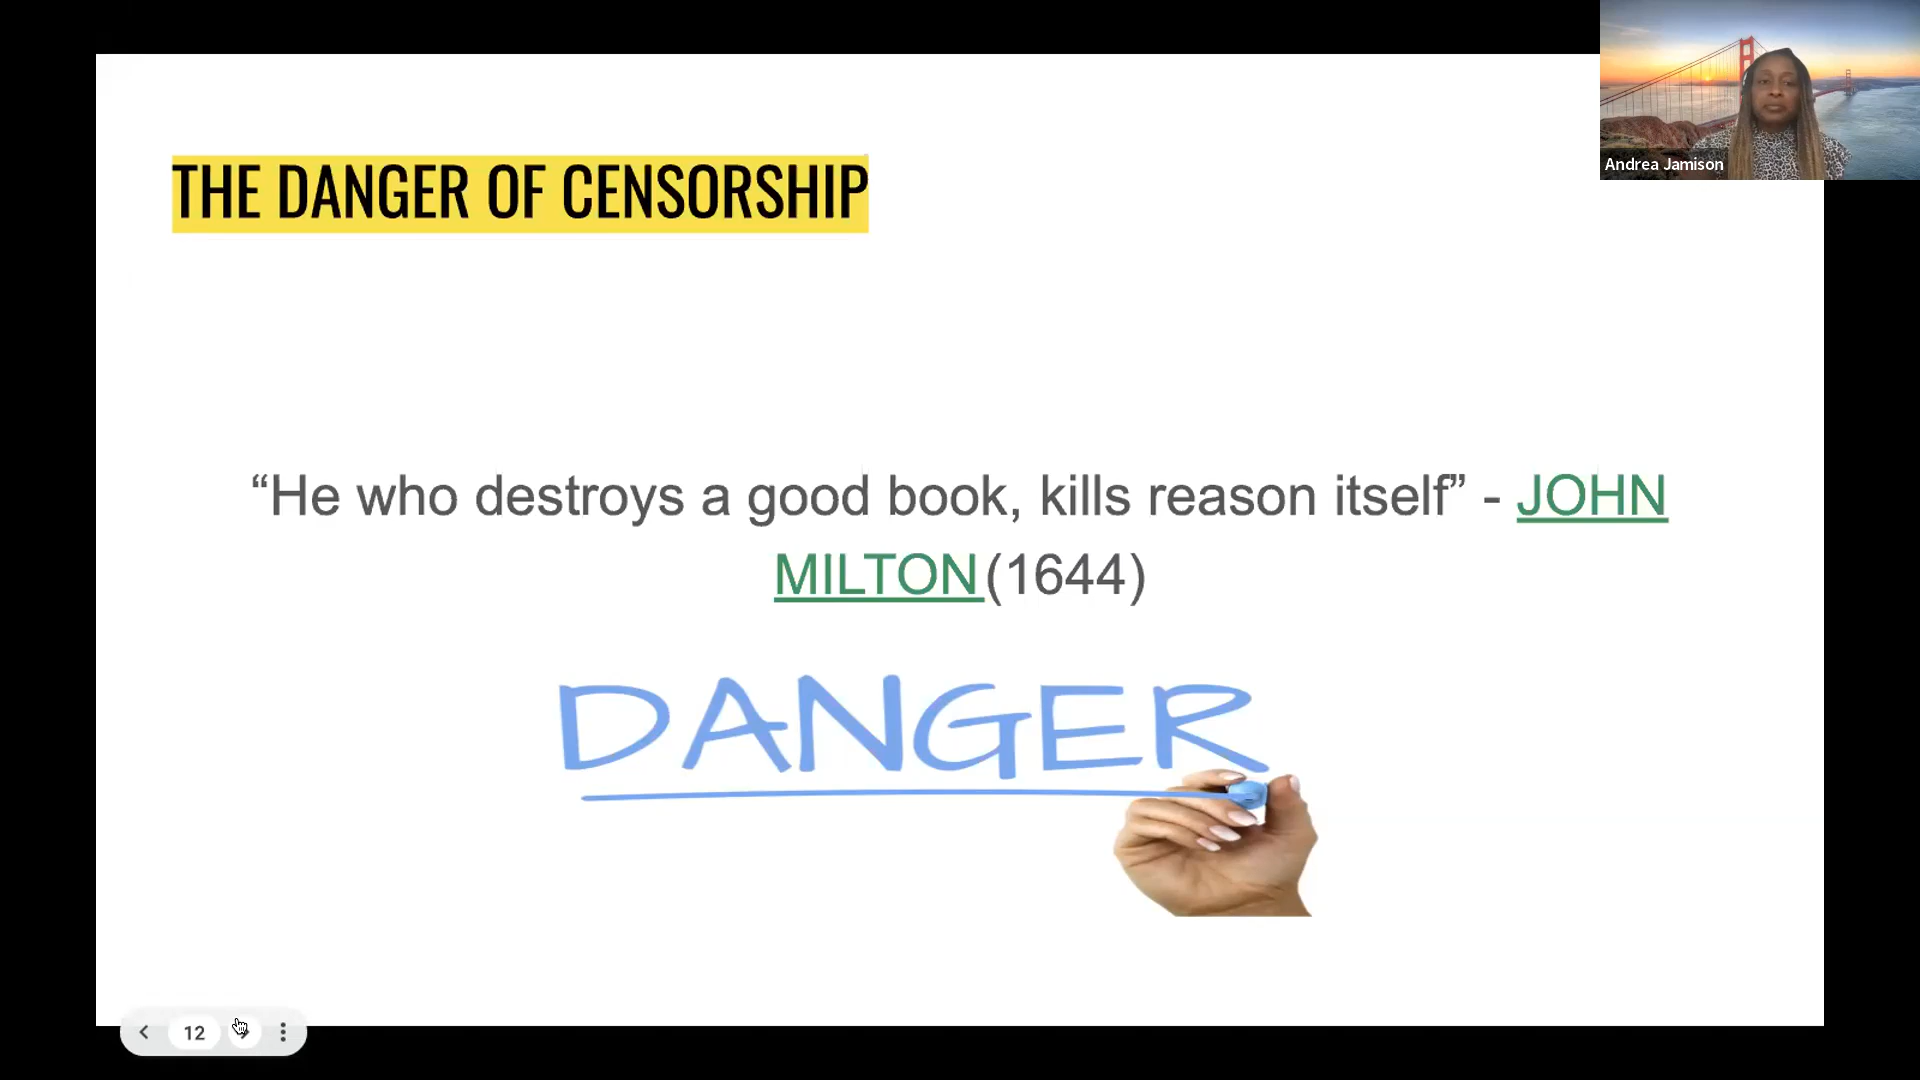 Andrea Jamison
THE DANGER OF CENSORSHIP
“He who destroys a good book, kills reason itself” - JOHN
MILTON(1644)
DANGER
12